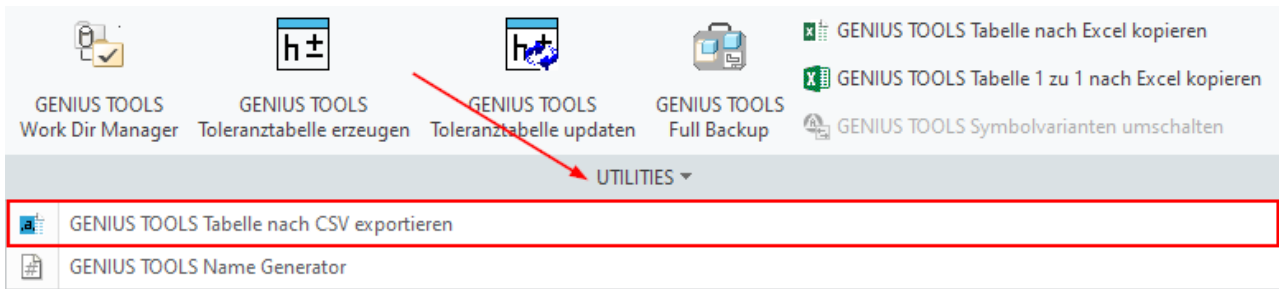 GENIUS TOOLS
Work Dir Manager
GENIUS TOOLS
Toleranztabelle erzeugen
GENIUS TOOLS
Toleranztabelle updaten
GENIUS TOOLS
Full Backup
GENIUS TOOLS Tabelle nach Excel kopieren
GENIUS TOOLS Tabelle 1 zu 1 nach Excel kopieren
GENIUS TOOLS Symbolvarianten umschalten
UTILITIES
GENIUS TOOLS Tabelle nach CSV exportieren
GENIUS TOOLS Name Generator